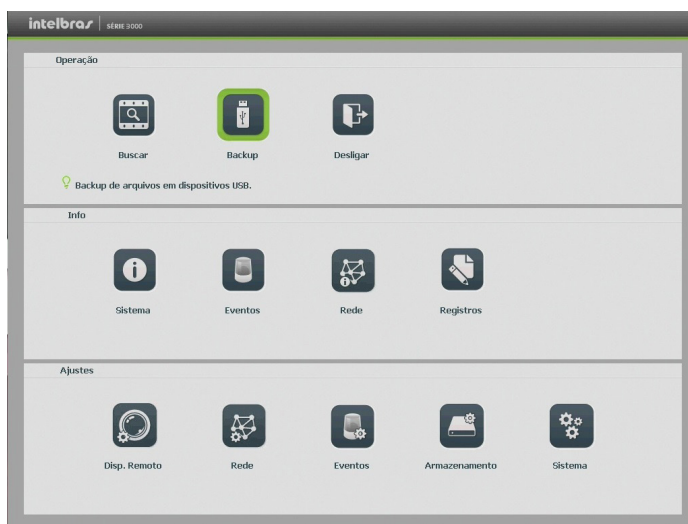 intelbras SÉRIE 3000
Operação
Buscar Backup Desligar
Backup de arquivos em dispositivos USB.
Info
Sistema Eventos Rede Registros
Ajustes
Disp. Remoto Rede Eventos Armazenamento Sistema